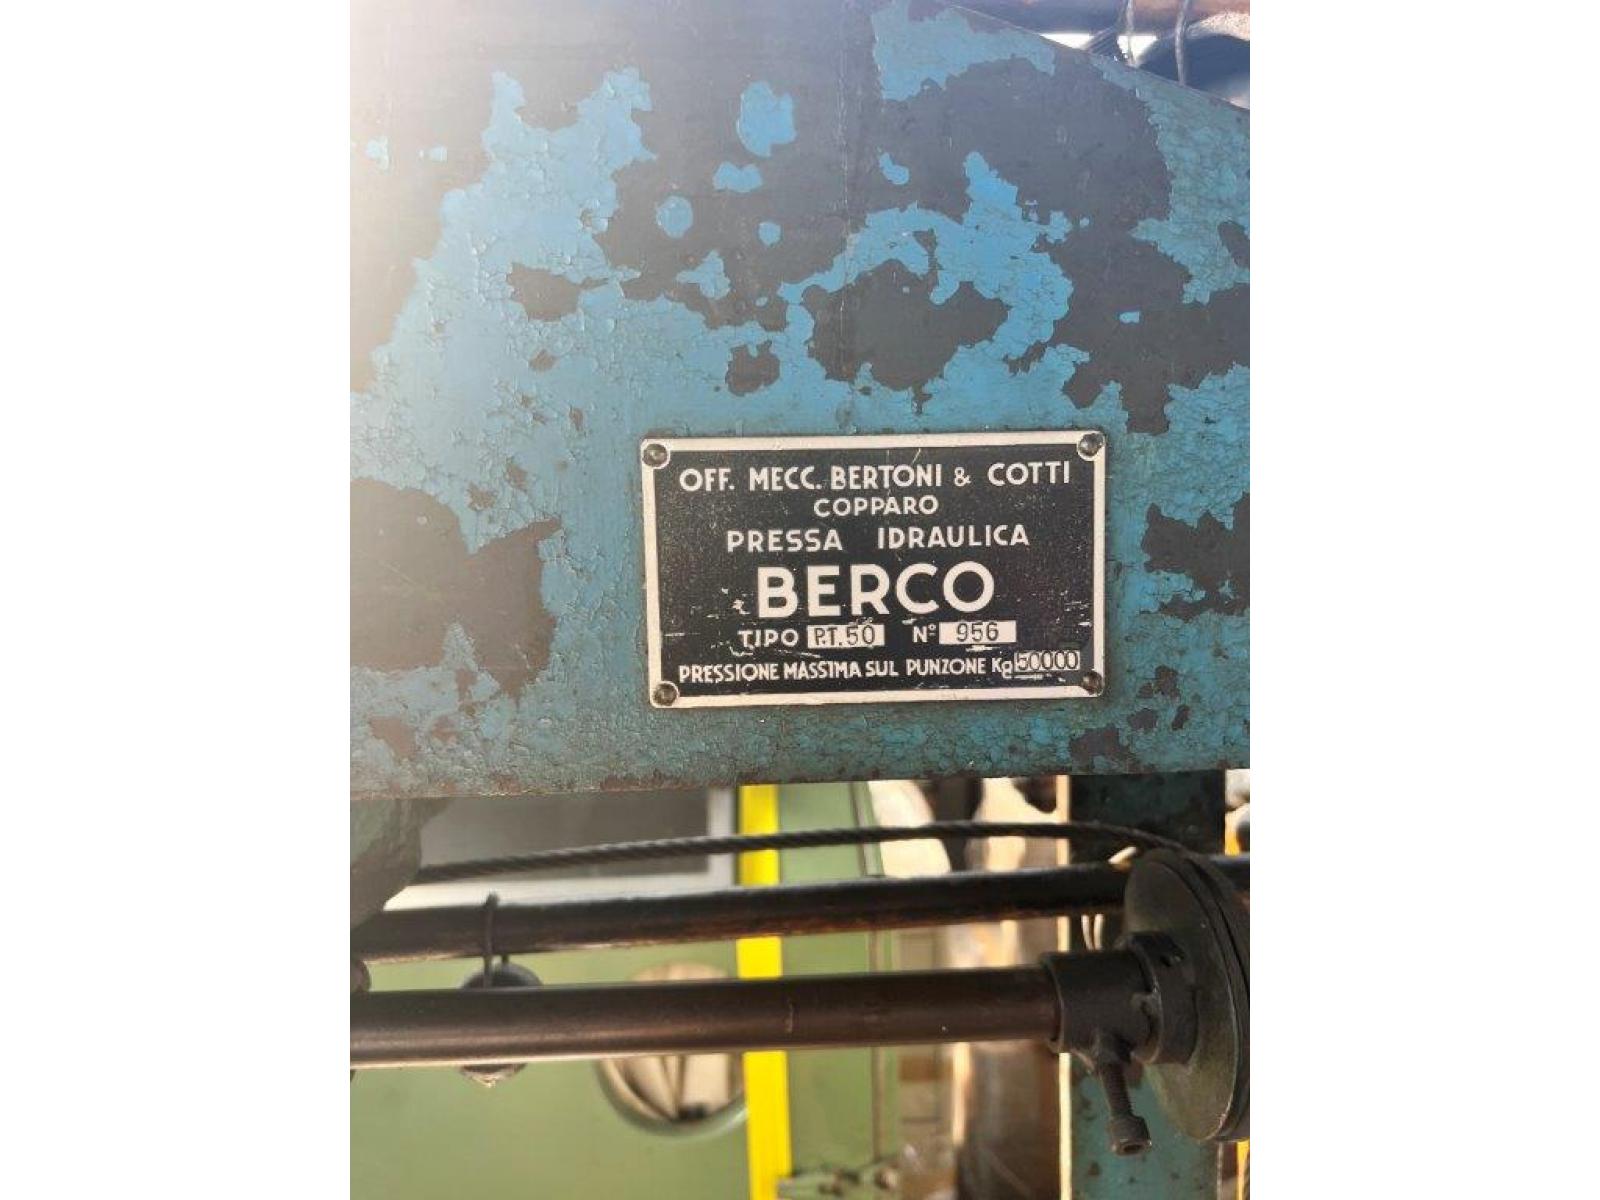 OFF. MECC. BERTONI & COTTI
COPPARO
PRESSA IDRAULICA
BERCO
TIPO P.T.50 N° 956
PRESSIONE MASSIMA SUL PUNZONE Kg 50000